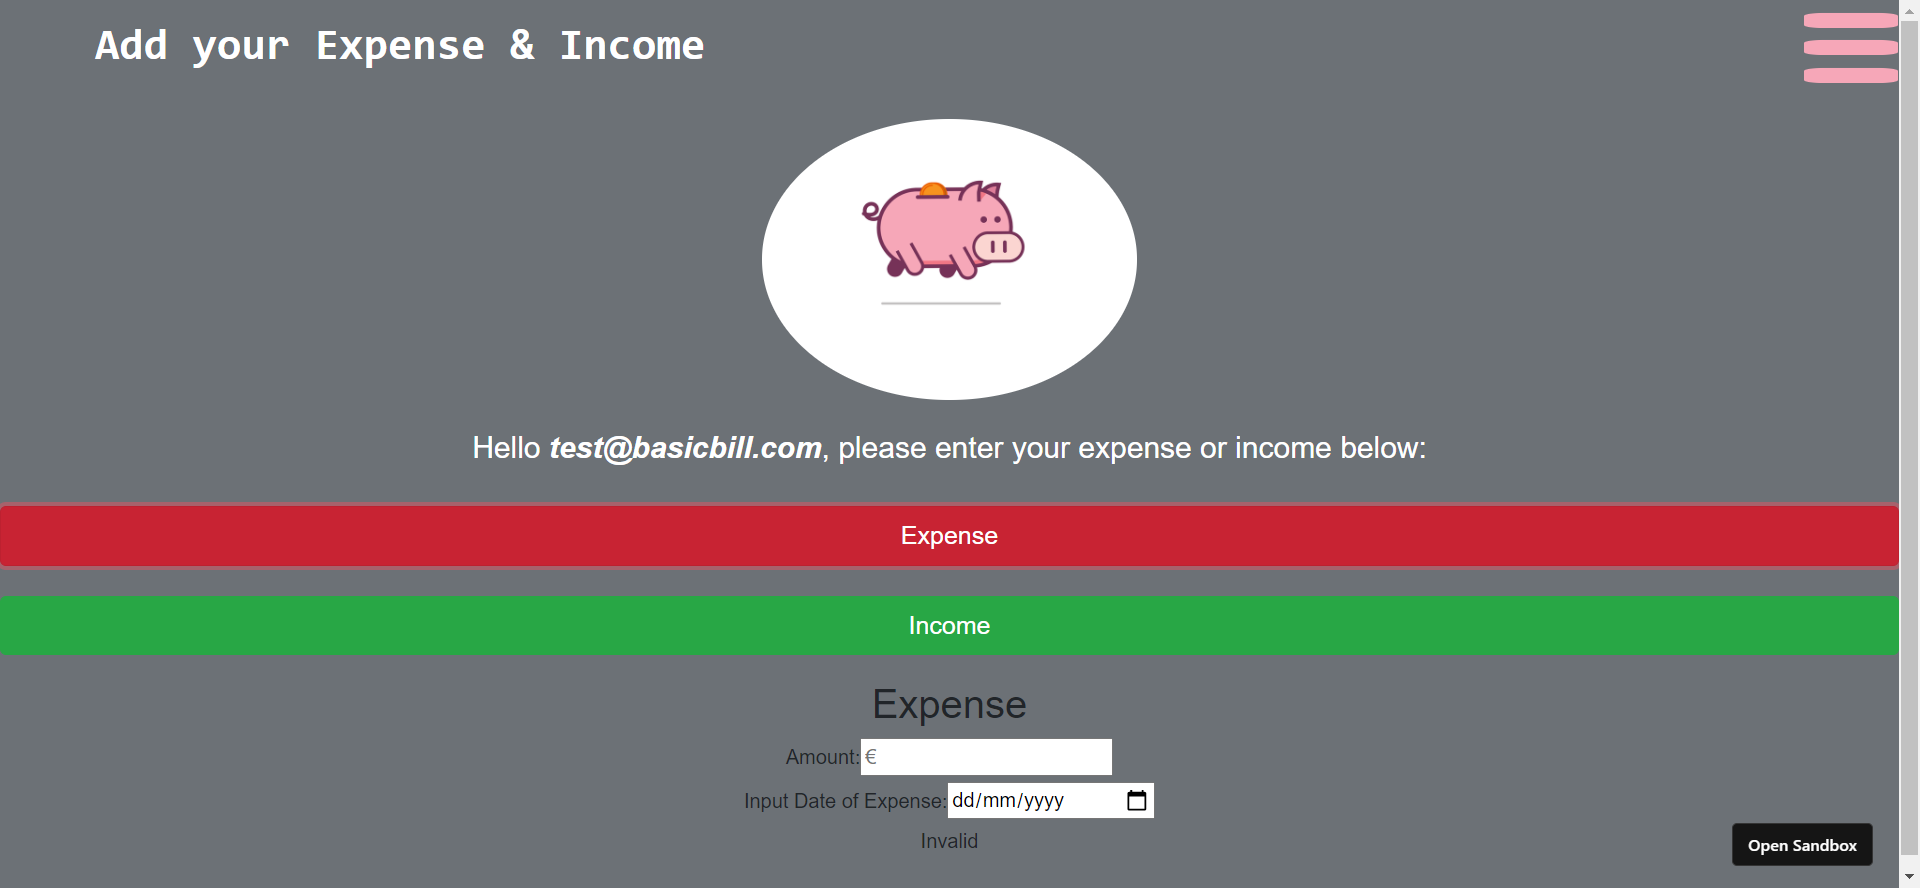 Add your Expense & Income
Hello test@basicbill.com, please enter your expense or income below:
Expense
Income
Expense
Amount: €
Input Date of Expense: dd/mm/yyyy
Invalid
Open Sandbox